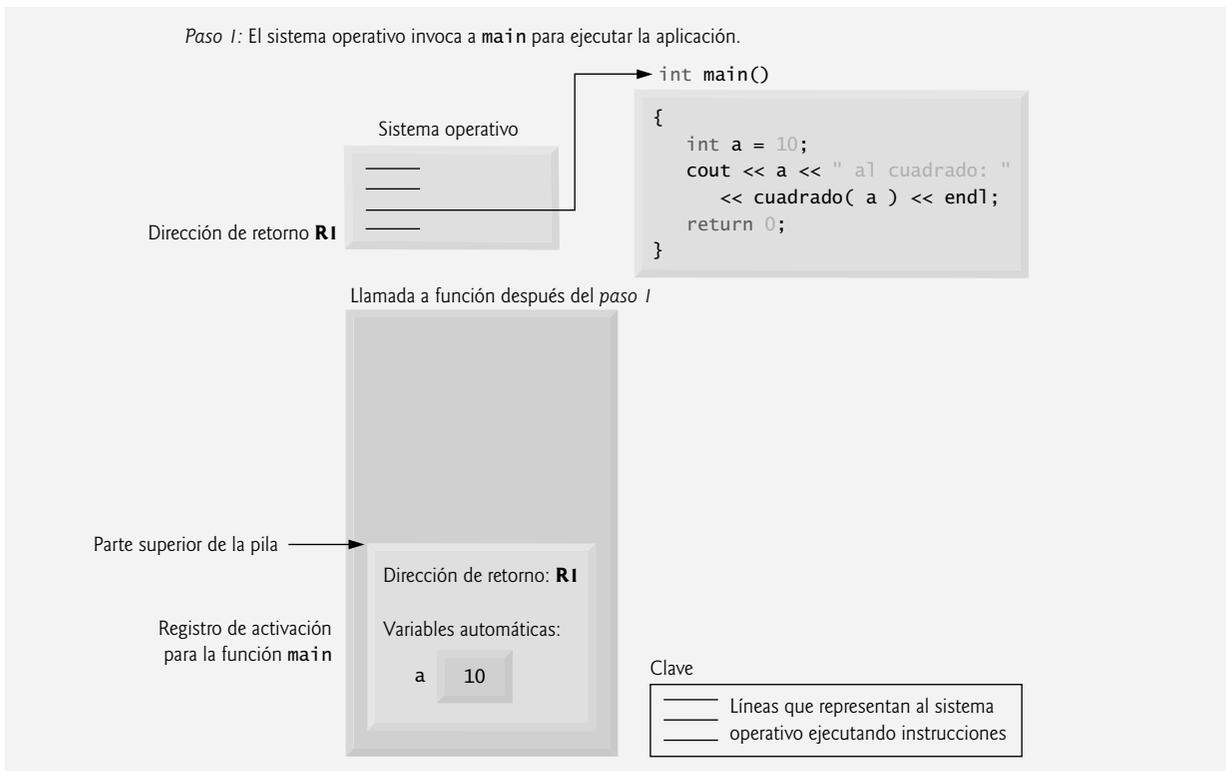 Paso 1: El sistema operativo invoca a main para ejecutar la aplicación.
int main()
{
int a = 10;
cout << a << " al cuadrado: "
<< cuadrado( a ) << endl;
return 0;
}
Sistema operativo
Dirección de retorno R1
Llamada a función después del paso 1
Parte superior de la pila
Dirección de retorno: R1
Registro de activación
para la función main
Variables automáticas:
a 10
Clave
Líneas que representan al sistema
operativo ejecutando instrucciones